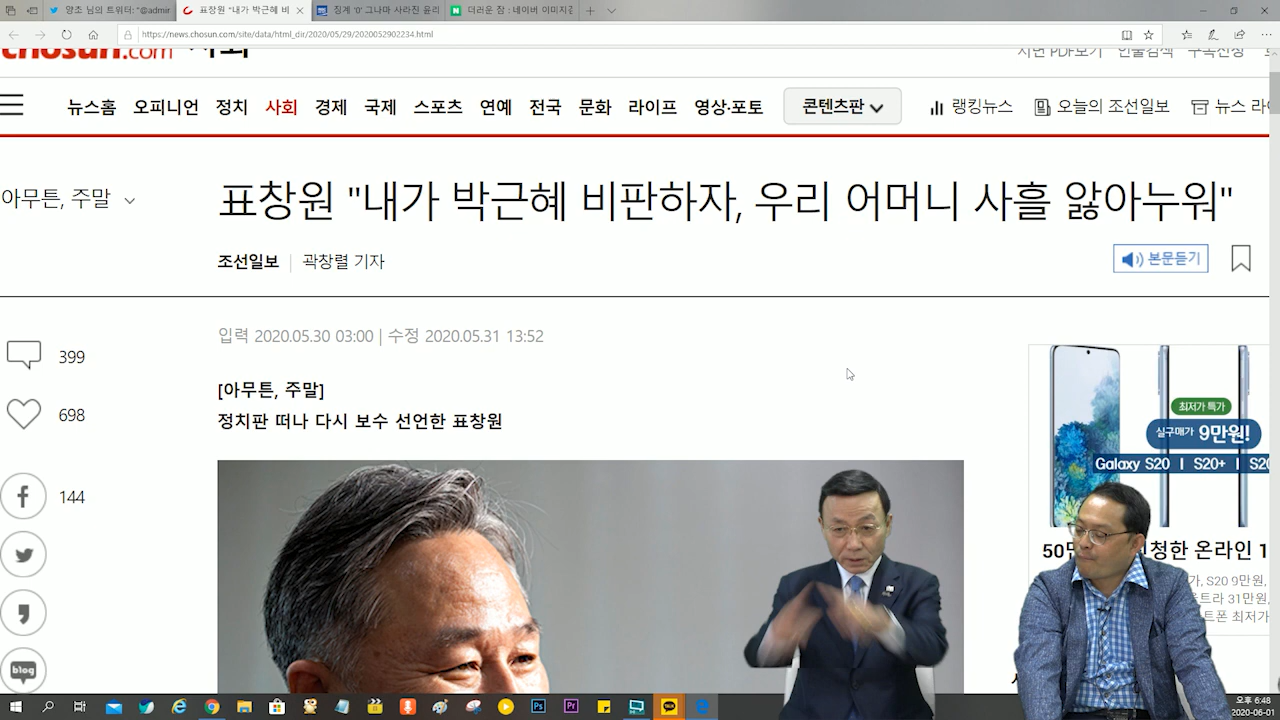 양초 님의 트위터: "@admir
표창원 "내가 박근혜 비
징계 '0' 그나마 사라진 윤리
더러운 잠 : 네이버 이미지검
https://news.chosun.com/site/data/html_dir/2020/05/29/2020052902234.html
chosun.com 사회
지면 PDF보기 인물검색 구독신청
뉴스홈 오피니언 정치 사회 경제 국제 스포츠 연예 전국 문화 라이프 영상·포토 콘텐츠판 랭킹뉴스 오늘의 조선일보 뉴스 라이
아무튼, 주말
표창원 "내가 박근혜 비판하자, 우리 어머니 사흘 앓아누워"
조선일보 곽창렬 기자
본문듣기
입력 2020.05.30 03:00 | 수정 2020.05.31 13:52
399
698
144
blog
[아무튼, 주말]
정치판 떠나 다시 보수 선언한 표창원
최저가 특가
실구매가 9만원!
Galaxy S20 | S20+ | S20
청한 온라인 1
S20 9만원,
트라 31만원,
트폰 최저가
오후 6:48
2020-06-01